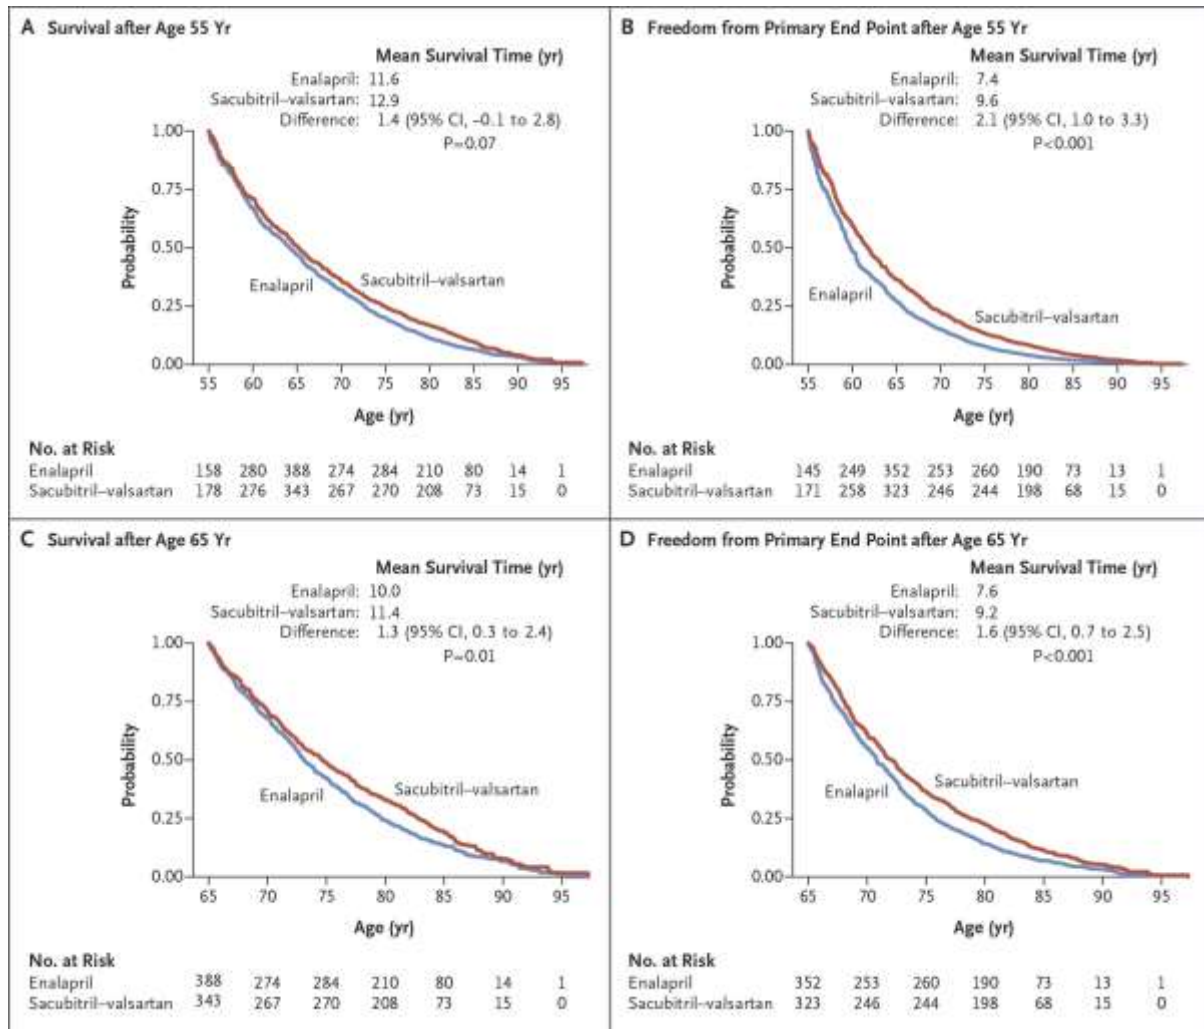 A Survival after Age 55 Yr
Mean Survival Time (yr)
Enalapril: 11.6
Sacubitril–valsartan: 12.9
Difference: 1.4 (95% CI, –0.1 to 2.8)
P=0.07
1.00
0.75
0.50
0.25
0.00
Probability
Enalapril
Sacubitril–valsartan
55 60 65 70 75 80 85 90 95
Age (yr)
No. at Risk
Enalapril 158 280 388 274 284 210 80 14 1
Sacubitril–valsartan 178 276 343 267 270 208 73 15 0
B Freedom from Primary End Point after Age 55 Yr
Mean Survival Time (yr)
Enalapril: 7.4
Sacubitril–valsartan: 9.6
Difference: 2.1 (95% CI, 1.0 to 3.3)
P<0.001
1.00
0.75
0.50
0.25
0.00
Probability
Enalapril
Sacubitril–valsartan
55 60 65 70 75 80 85 90 95
Age (yr)
No. at Risk
Enalapril 145 249 352 253 260 190 73 13 1
Sacubitril–valsartan 171 258 323 246 244 198 68 15 0
C Survival after Age 65 Yr
Mean Survival Time (yr)
Enalapril: 10.0
Sacubitril–valsartan: 11.4
Difference: 1.3 (95% CI, 0.3 to 2.4)
P=0.01
1.00
0.75
0.50
0.25
0.00
Probability
Enalapril
Sacubitril–valsartan
65 70 75 80 85 90 95
Age (yr)
No. at Risk
Enalapril 388 274 284 210 80 14 1
Sacubitril–valsartan 343 267 270 208 73 15 0
D Freedom from Primary End Point after Age 65 Yr
Mean Survival Time (yr)
Enalapril: 7.6
Sacubitril–valsartan: 9.2
Difference: 1.6 (95% CI, 0.7 to 2.5)
P<0.001
1.00
0.75
0.50
0.25
0.00
Probability
Enalapril
Sacubitril–valsartan
65 70 75 80 85 90 95
Age (yr)
No. at Risk
Enalapril 352 253 260 190 73 13 1
Sacubitril–valsartan 323 246 244 198 68 15 0